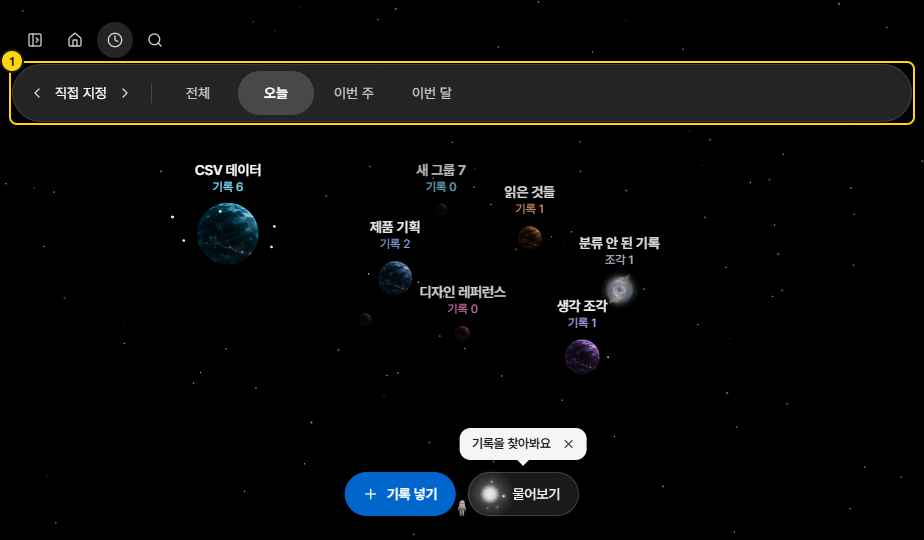 1
직접 지정
전체
오늘
이번 주
이번 달
CSV 데이터
기록 6
새 그룹 7
기록 0
읽은 것들
기록 1
제품 기획
기록 2
분류 안 된 기록
조각 1
디자인 레퍼런스
기록 0
생각 조각
기록 1
기록을 찾아봐요
기록 넣기
물어보기